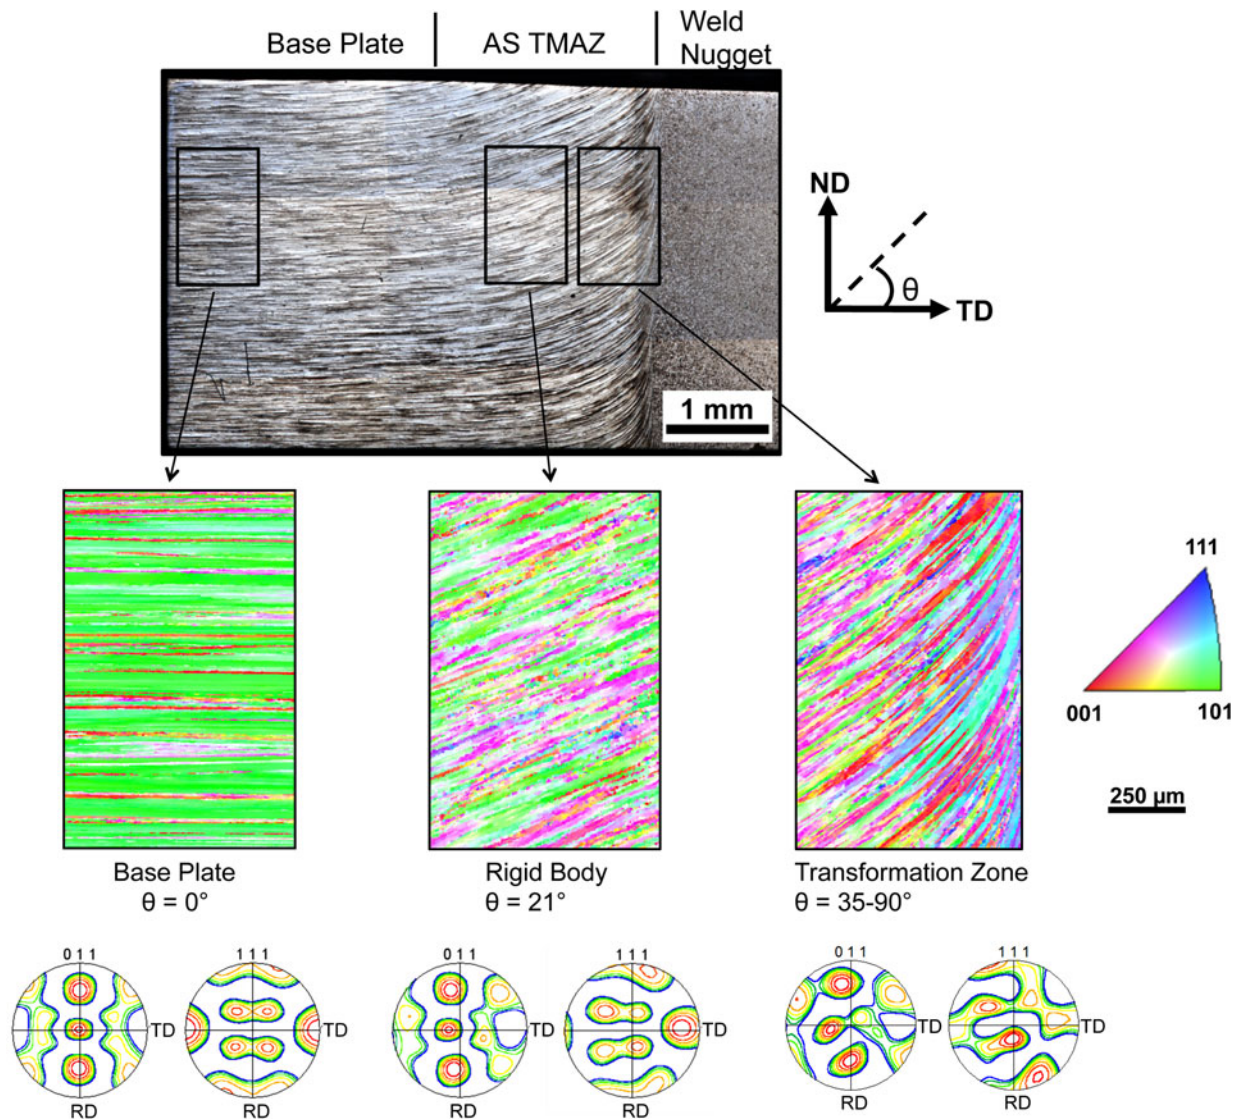 Base Plate
AS TMAZ
Weld
Nugget
ND
θ
TD
1 mm
111
001
101
250 µm
Base Plate
θ = 0°
Rigid Body
θ = 21°
Transformation Zone
θ = 35-90°
0 1 1
1 1 1
0 1 1
1 1 1
0 1 1
1 1 1
TD
TD
TD
TD
TD
TD
RD
RD
RD
RD
RD
RD